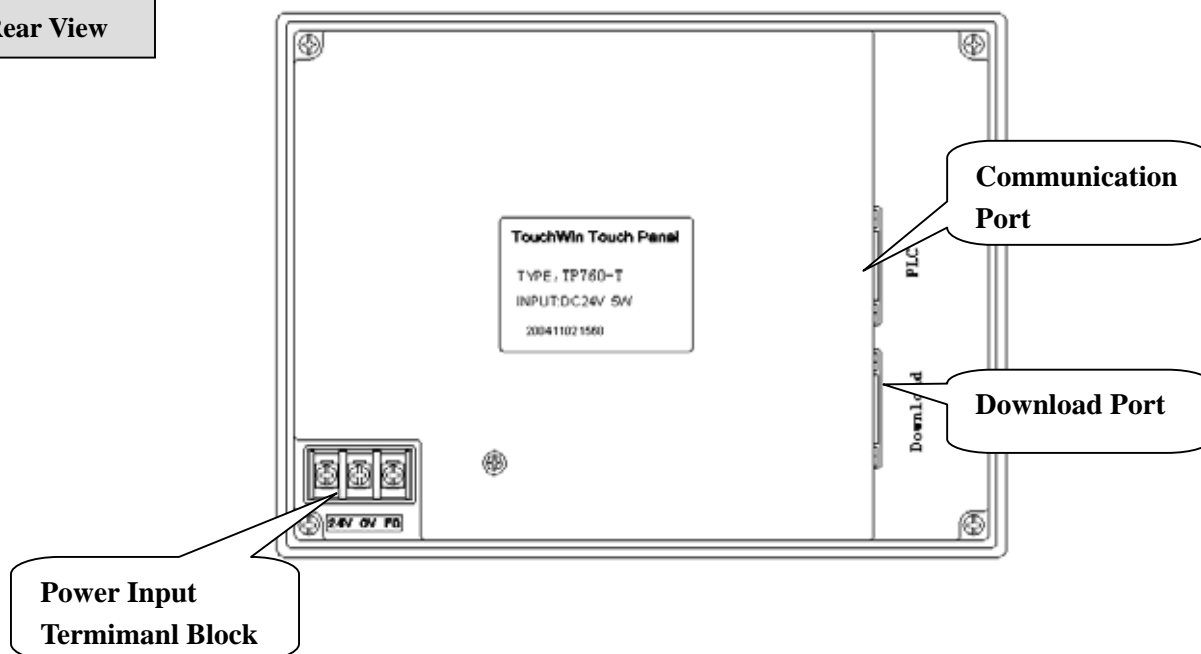 Rear View
Communication
Port
PLC
TouchWin Touch Panel
TYPE: TP760-T
INPUT:DC24V 5W
200411021560
Download
Download Port
24V 0V FG
Power Input
Termimanl Block